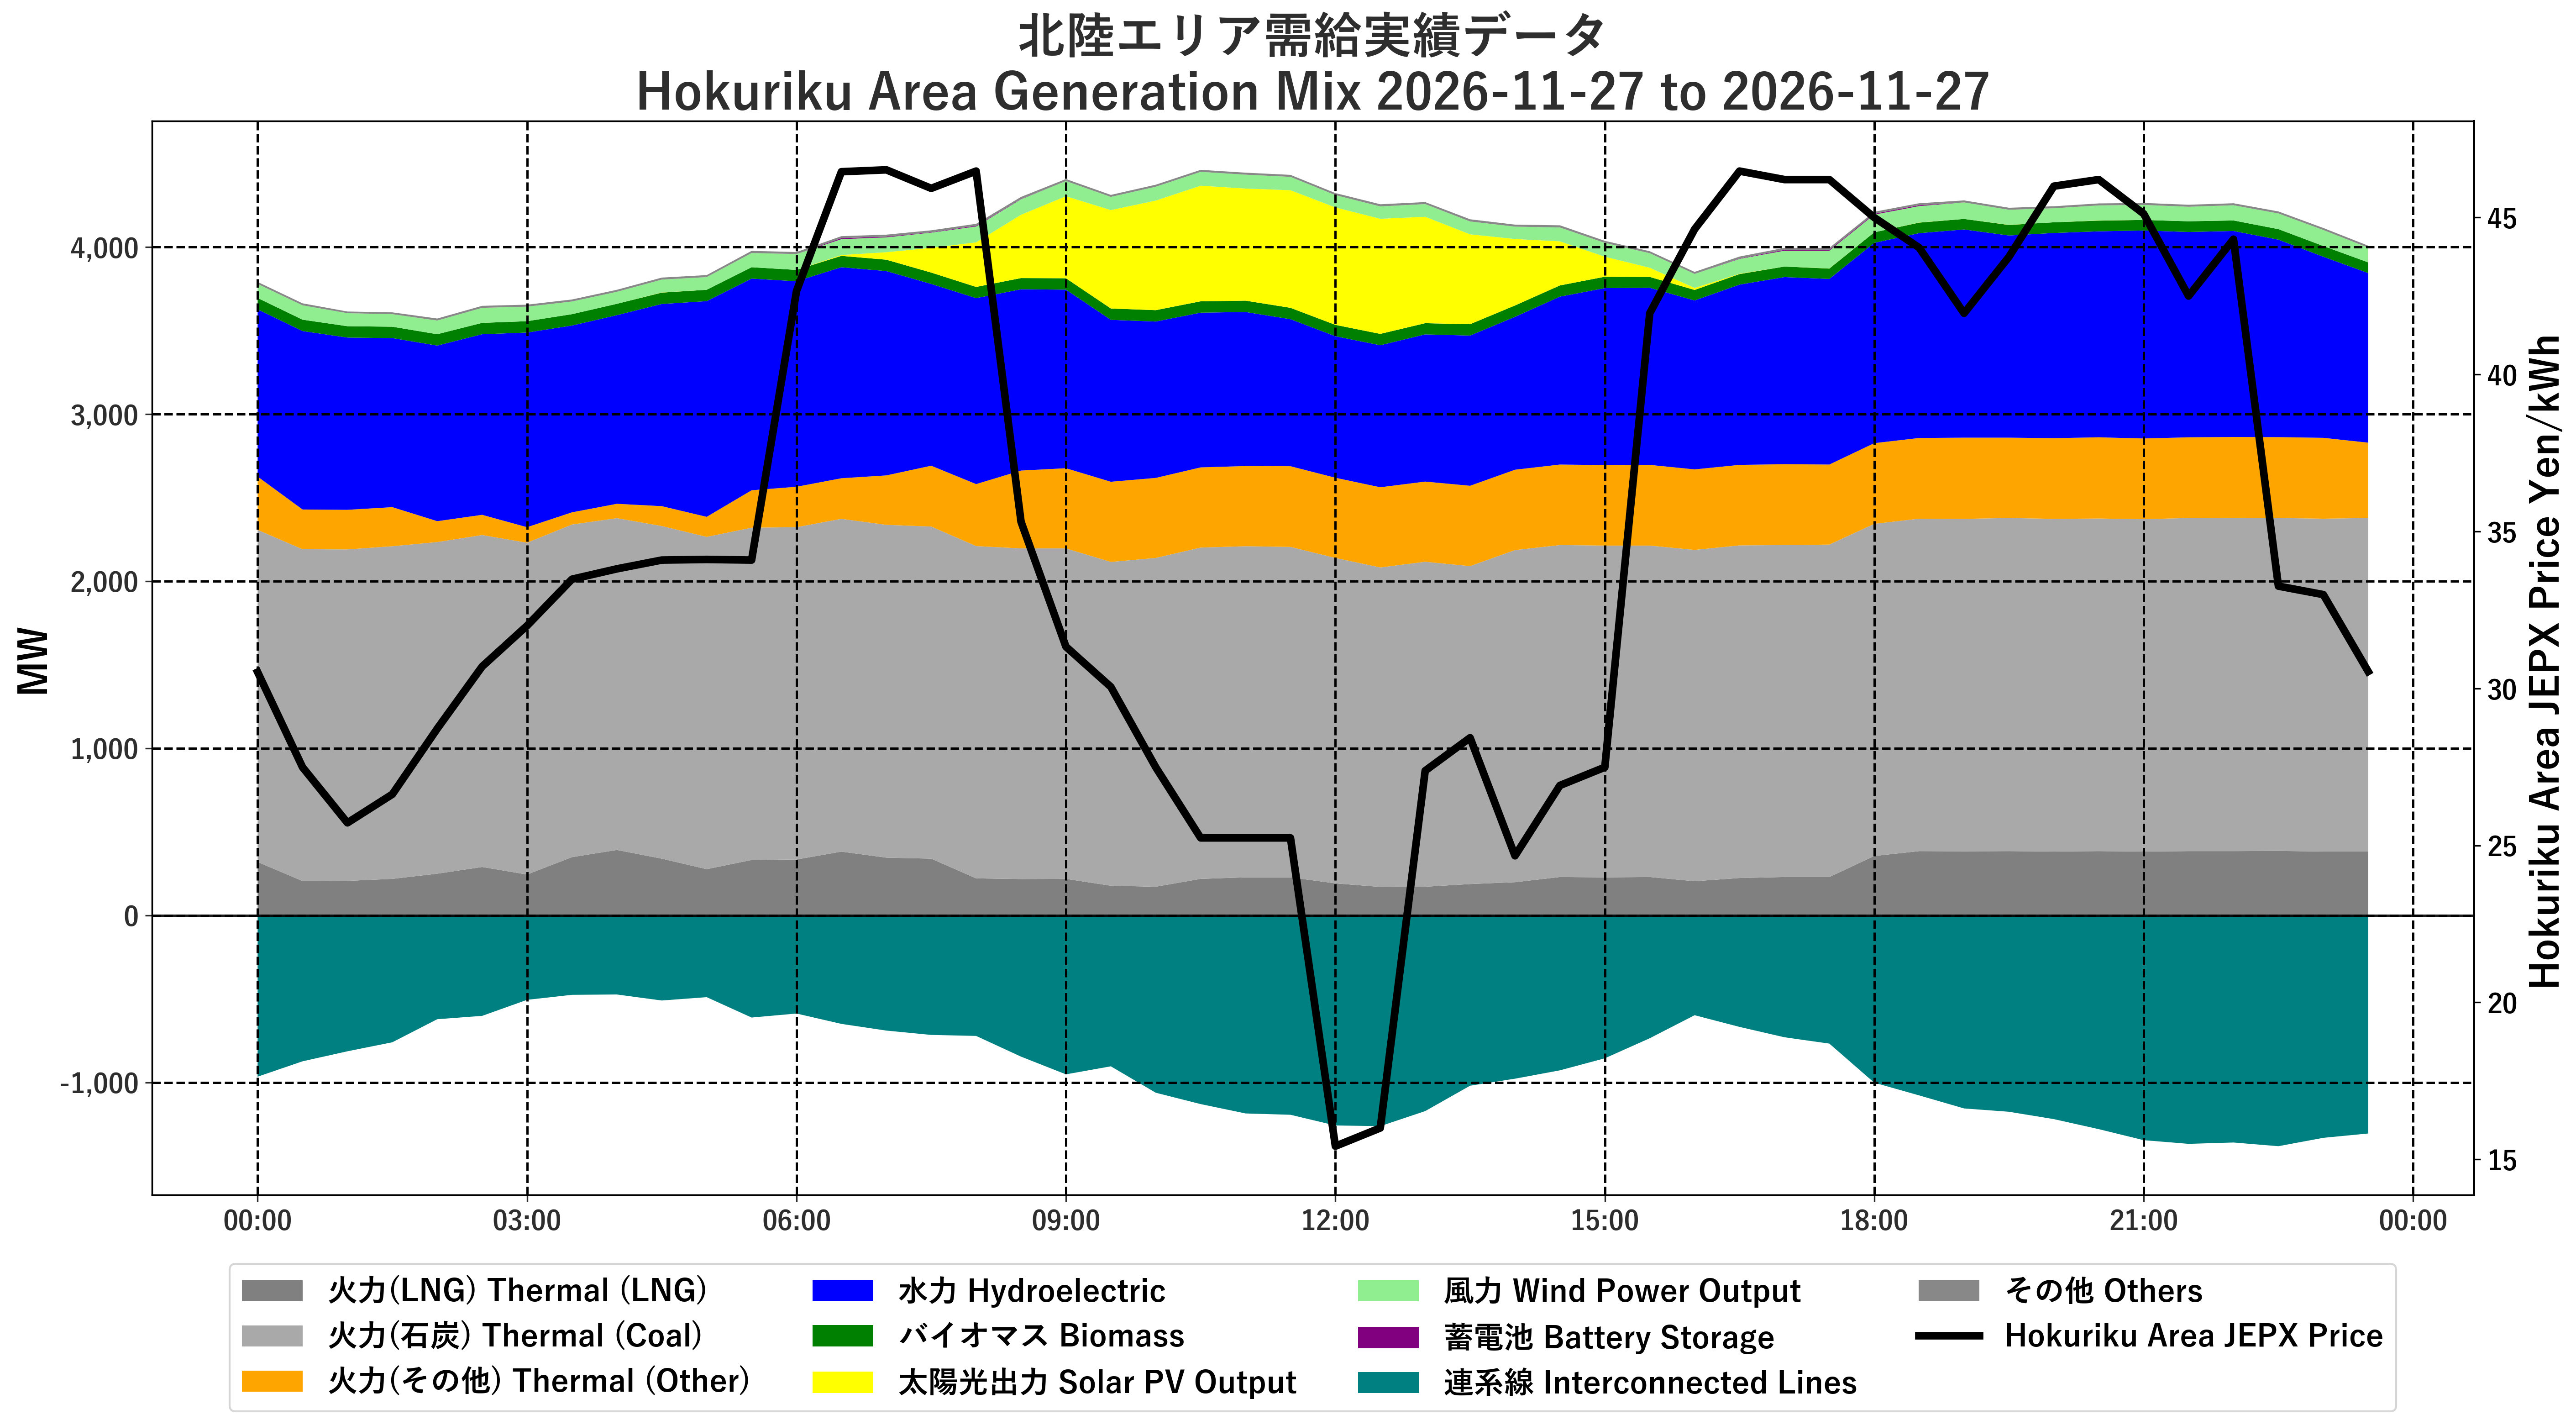 北陸エリア需給実績データ
Hokuriku Area Generation Mix 2026-11-27 to 2026-11-27
MW
4,000
3,000
2,000
1,000
0
-1,000
45
40
35
30
25
20
15
Hokuriku Area JEPX Price Yen/kWh
00:00 03:00 06:00 09:00 12:00 15:00 18:00 21:00 00:00
火力(LNG) Thermal (LNG)
火力(石炭) Thermal (Coal)
火力(その他) Thermal (Other)
水力 Hydroelectric
バイオマス Biomass
太陽光出力 Solar PV Output
風力 Wind Power Output
蓄電池 Battery Storage
連系線 Interconnected Lines
その他 Others
Hokuriku Area JEPX Price